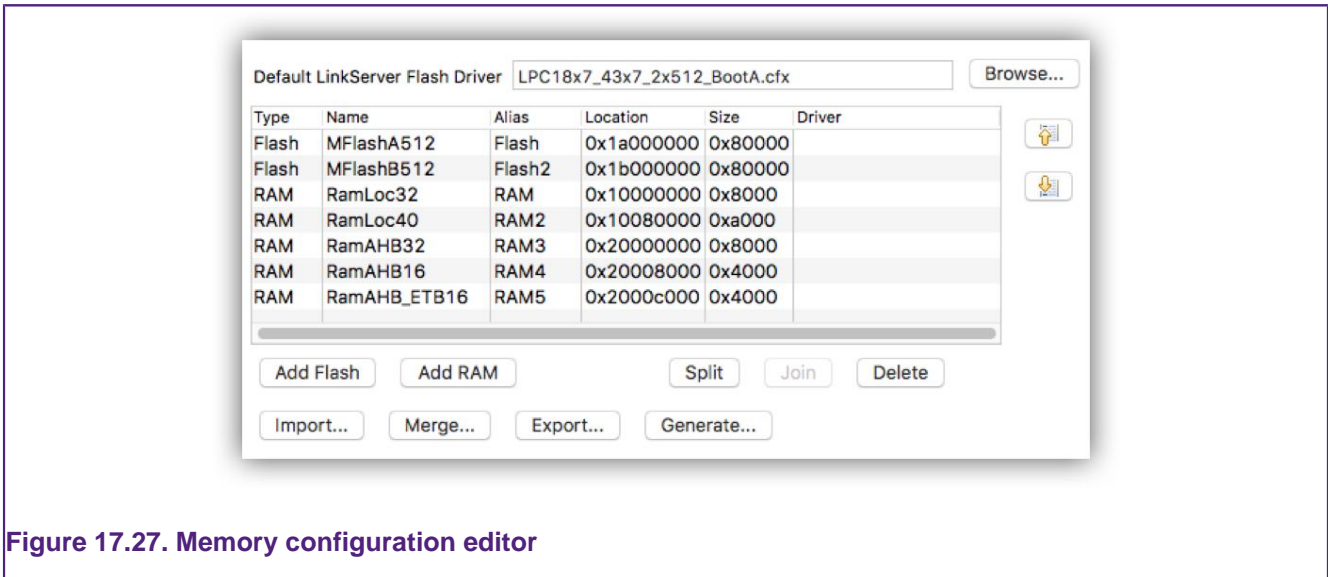 Default LinkServer Flash Driver LPC18x7_43x7_2x512_BootA.cfx Browse...
Type Name Alias Location Size Driver
Flash MFlashA512 Flash 0x1a000000 0x80000
Flash MFlashB512 Flash2 0x1b000000 0x80000
RAM RamLoc32 RAM 0x10000000 0x8000
RAM RamLoc40 RAM2 0x10080000 0xa000
RAM RamAHB32 RAM3 0x20000000 0x8000
RAM RamAHB16 RAM4 0x20008000 0x4000
RAM RamAHB_ETB16 RAM5 0x2000c000 0x4000
Add Flash Add RAM Split Join Delete
Import... Merge... Export... Generate...
Figure 17.27. Memory configuration editor